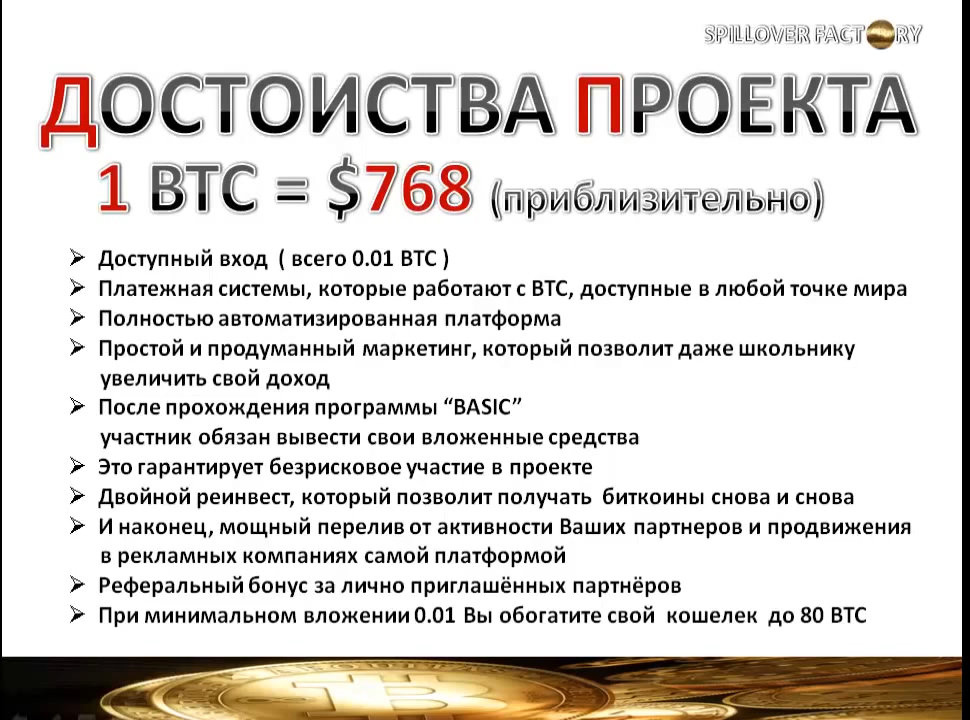 SPILLOVER FACTORY
ДОСТОИСТВА ПРОЕКТА
1 BTC = $768 (приблизительно)
Доступный вход ( всего 0.01 BTC )
Платежная системы, которые работают с BTC, доступные в любой точке мира
Полностью автоматизированная платформа
Простой и продуманный маркетинг, который позволит даже школьнику
увеличить свой доход
После прохождения программы “BASIC”
участник обязан вывести свои вложенные средства
Это гарантирует безрисковое участие в проекте
Двойной реинвест, который позволит получать биткоины снова и снова
И наконец, мощный перелив от активности Ваших партнеров и продвижения
в рекламных компаниях самой платформой
Реферальный бонус за лично приглашённых партнёров
При минимальном вложении 0.01 Вы обогатите свой кошелек до 80 BTC